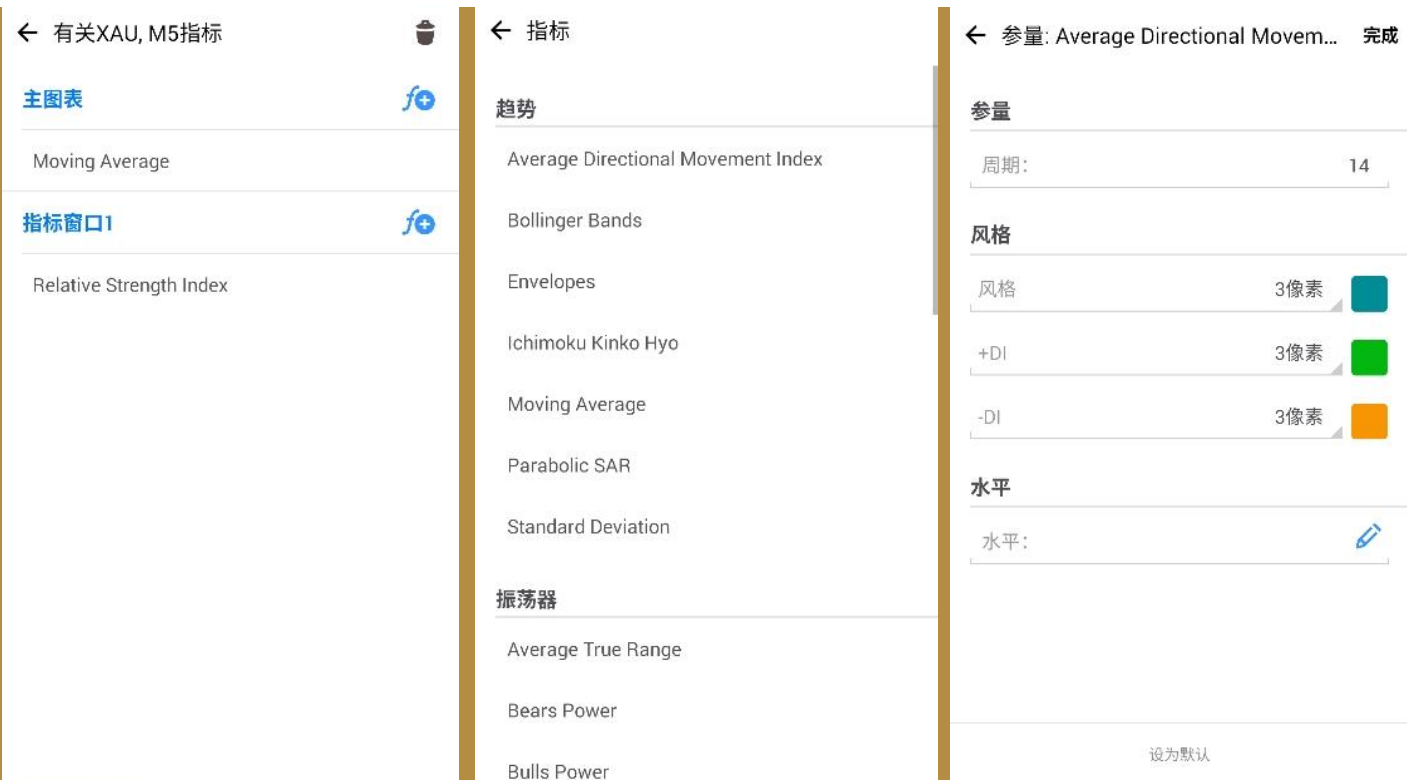 有关XAU, M5指标
主图表
Moving Average
指标窗口1
Relative Strength Index
指标
趋势
Average Directional Movement Index
Bollinger Bands
Envelopes
Ichimoku Kinko Hyo
Moving Average
Parabolic SAR
Standard Deviation
振荡器
Average True Range
Bears Power
Bulls Power
参量: Average Directional Movem... 完成
参量
周期: 14
风格
风格 3像素
+DI 3像素
-DI 3像素
水平
水平:
设为默认